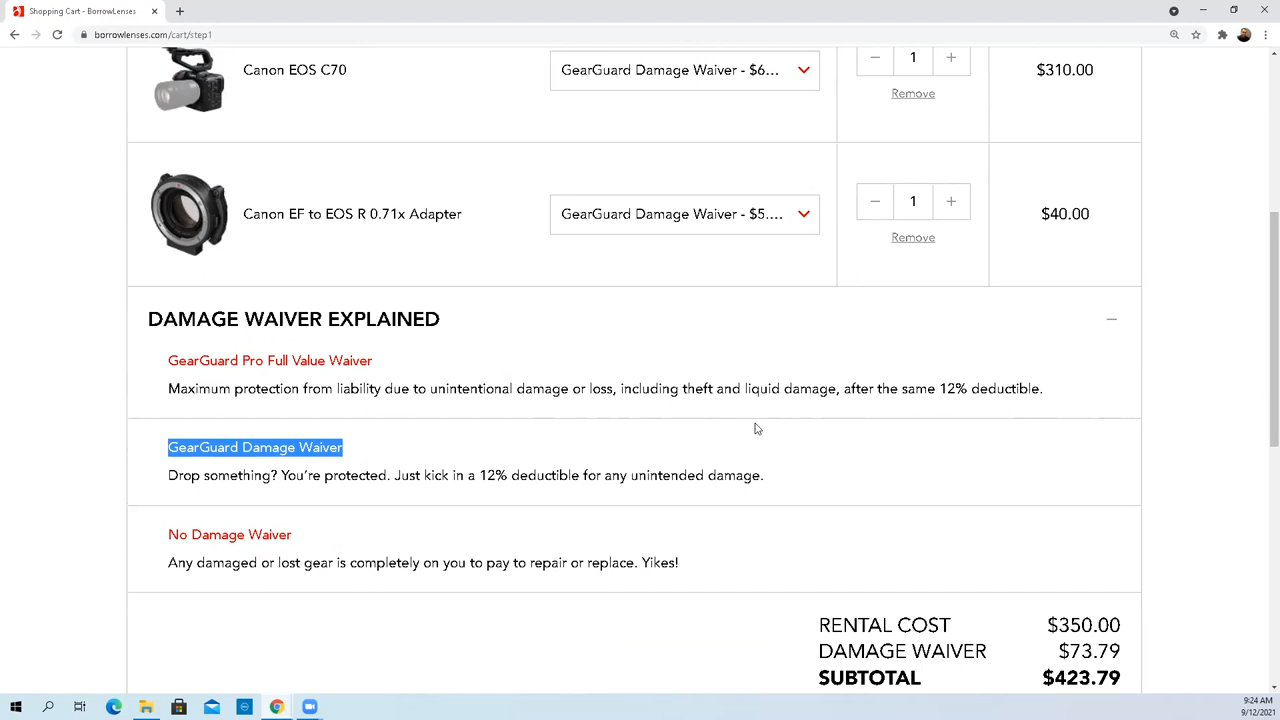 Shopping Cart - BorrowLenses
borrowlenses.com/cart/step1
Canon EOS C70
GearGuard Damage Waiver - $6...
1
$310.00
Remove
Canon EF to EOS R 0.71x Adapter
GearGuard Damage Waiver - $5....
1
$40.00
Remove
DAMAGE WAIVER EXPLAINED
GearGuard Pro Full Value Waiver
Maximum protection from liability due to unintentional damage or loss, including theft and liquid damage, after the same 12% deductible.
GearGuard Damage Waiver
Drop something? You're protected. Just kick in a 12% deductible for any unintended damage.
No Damage Waiver
Any damaged or lost gear is completely on you to pay to repair or replace. Yikes!
RENTAL COST $350.00
DAMAGE WAIVER $73.79
SUBTOTAL $423.79
9:24 AM
9/12/2021